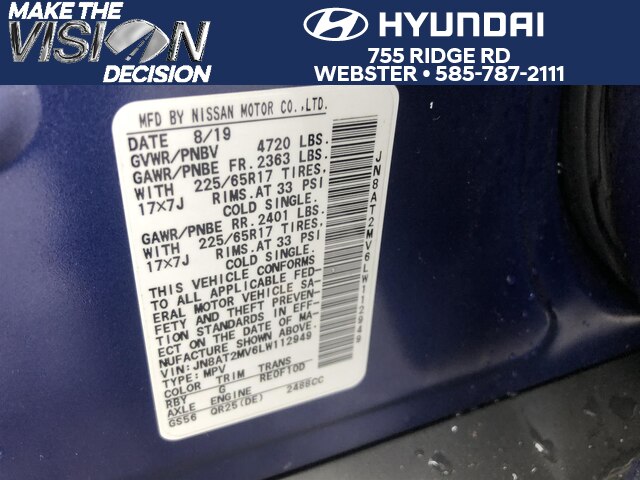 MAKE THE
VISION
DECISION
HYUNDAI
755 RIDGE RD
WEBSTER • 585-787-2111
MFD BY NISSAN MOTOR CO.,LTD.
DATE 8/19
GVWR/PNBV 4720 LBS.
GAWR/PNBE FR. 2363 LBS.
WITH 225/65R17 TIRES,
17×7J RIMS.AT 33 PSI
COLD SINGLE.
GAWR/PNBE RR. 2401 LBS.
WITH 225/65R17 TIRES,
17×7J RIMS.AT 33 PSI
COLD SINGLE.
THIS VEHICLE CONFORMS
TO ALL APPLICABLE FED-
ERAL MOTOR VEHICLE SA-
FETY AND THEFT PREVEN-
TION STANDARDS IN EFF-
ECT ON THE DATE OF MA-
NUFACTURE SHOWN ABOVE.
VIN:JN8AT2MV6LW112949
TYPE: MPV
COLOR TRIM TRANS
RBY G RE0F10D
AXLE ENGINE
GS56 QR25(DE) 2488CC
JN8AT2MV6LW112949